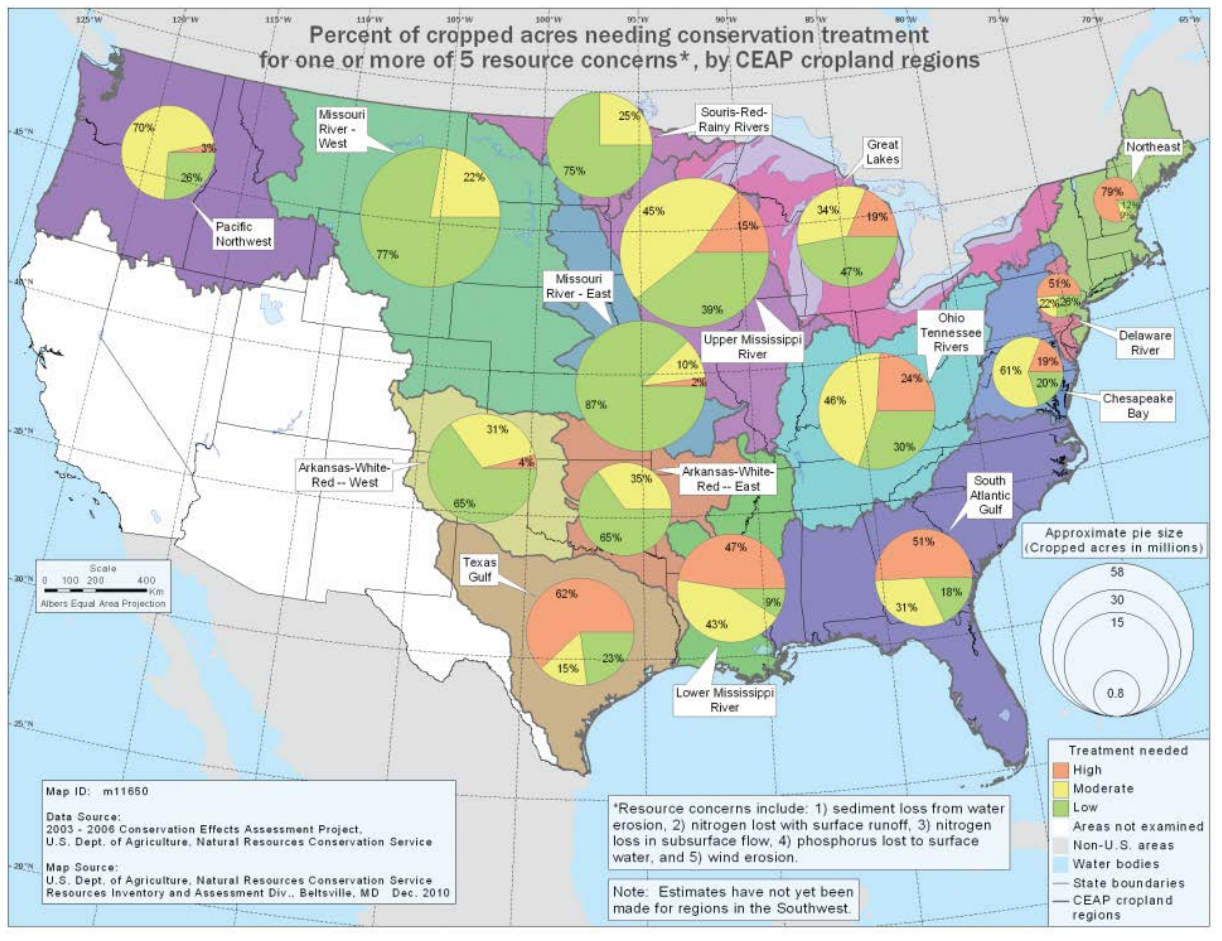 125°W
120°W
115°W
110°W
105°W
100°W
95°W
90°W
85°W
80°W
75°W
70°W
65°W
Percent of cropped acres needing conservation treatment
for one or more of 5 resource concerns*, by CEAP cropland regions
45°N
40°N
35°N
30°N
25°N
20°N
70%
3%
26%
Pacific
Northwest
Missouri
River -
West
22%
77%
25%
75%
Souris-Red-
Rainy Rivers
45%
15%
39%
Upper Mississippi
River
Great
Lakes
34%
19%
47%
Northeast
79%
12%
9%
51%
22%
26%
Delaware
River
61%
19%
20%
Chesapeake
Bay
Missouri
River - East
10%
2%
87%
Ohio
Tennessee
Rivers
46%
24%
30%
31%
4%
65%
Arkansas-White-
Red -- West
35%
65%
Arkansas-White-
Red -- East
South
Atlantic
Gulf
51%
31%
18%
47%
9%
43%
Lower Mississippi
River
Texas
Gulf
62%
15%
23%
Scale
0 100 200 400
Km
Albers Equal Area Projection
Approximate pie size
(Cropped acres in millions)
58
30
15
0.8
Treatment needed
High
Moderate
Low
Areas not examined
Non-U.S. areas
Water bodies
State boundaries
CEAP cropland
regions
Map ID: m11650
Data Source:
2003 - 2006 Conservation Effects Assessment Project,
U.S. Dept. of Agriculture, Natural Resources Conservation Service
Map Source:
U.S. Dept. of Agriculture, Natural Resources Conservation Service
Resources Inventory and Assessment Div., Beltsville, MD Dec. 2010
*Resource concerns include: 1) sediment loss from water
erosion, 2) nitrogen lost with surface runoff, 3) nitrogen
loss in subsurface flow, 4) phosphorus lost to surface
water, and 5) wind erosion.
Note: Estimates have not yet been
made for regions in the Southwest.